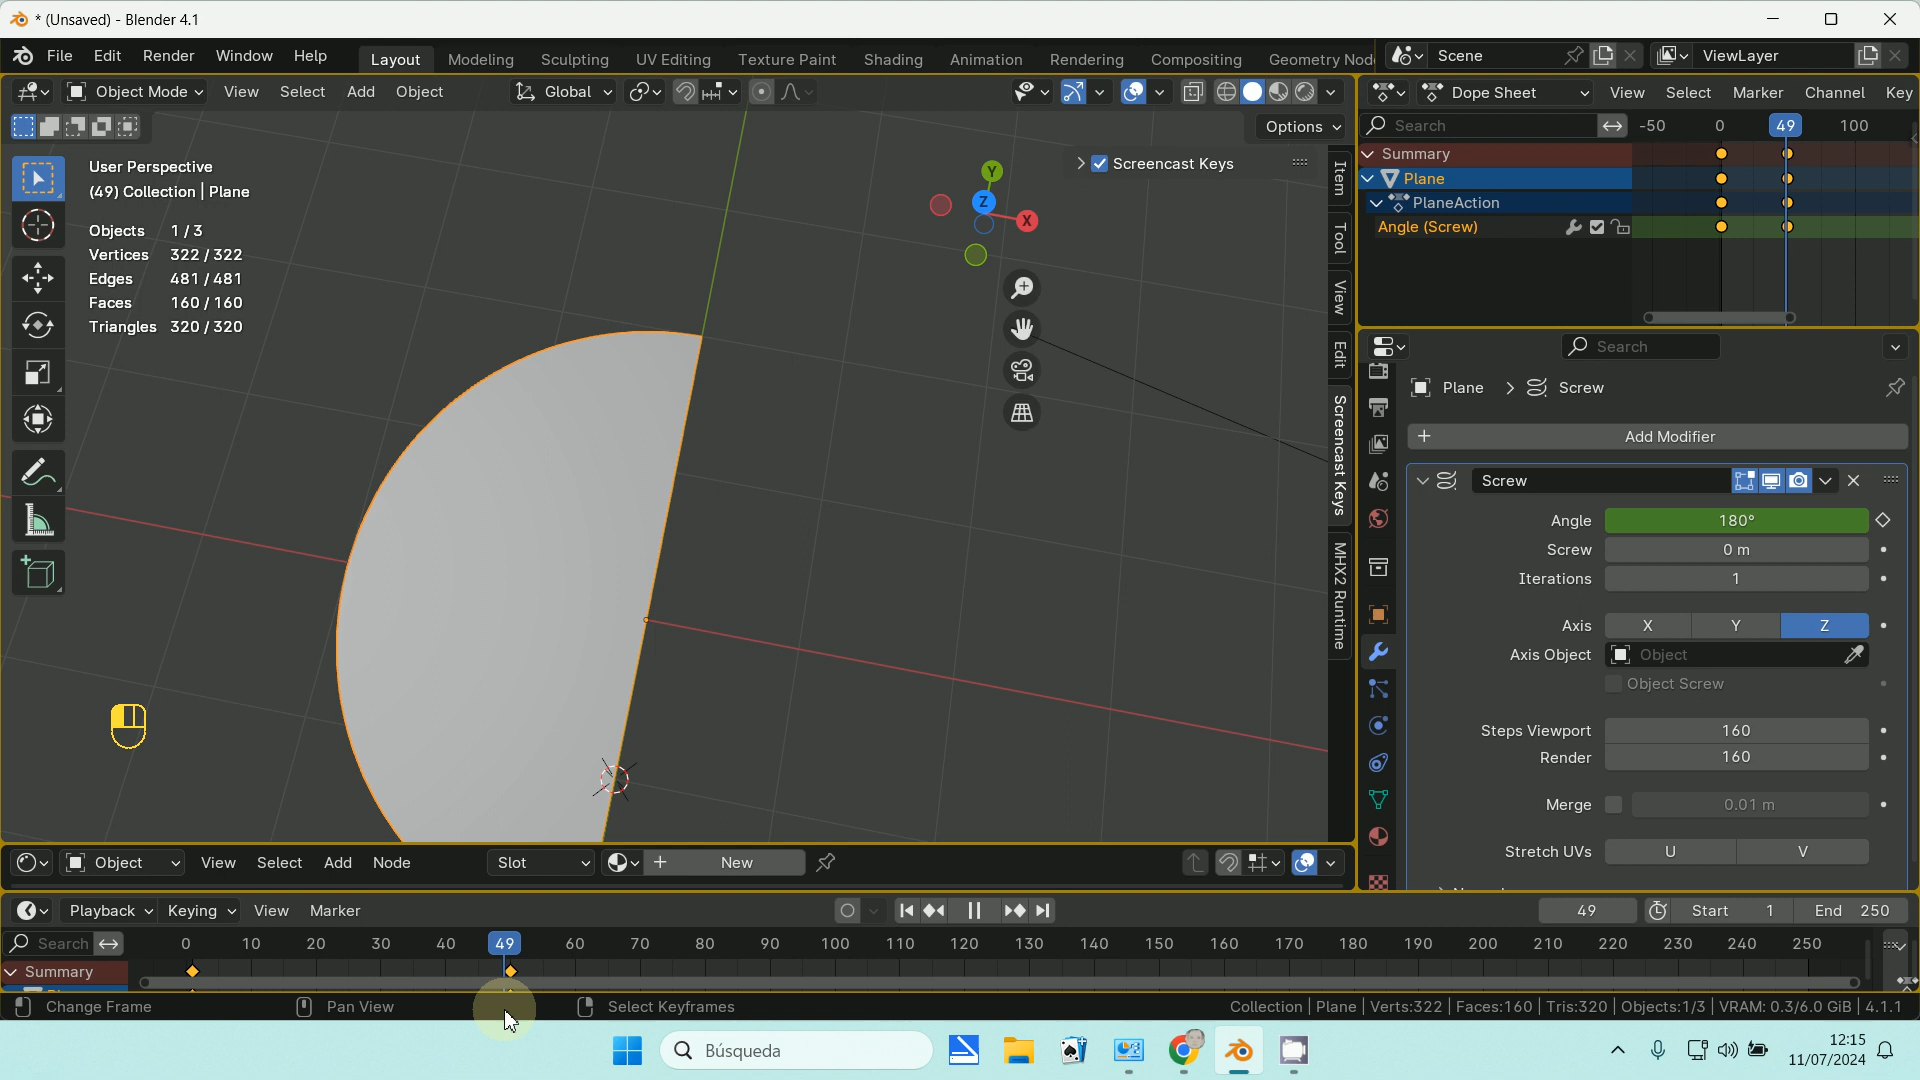 * (Unsaved) - Blender 4.1
File Edit Render Window Help Layout Modeling Sculpting UV Editing Texture Paint Shading Animation Rendering Compositing Geometry Nod Scene ViewLayer
Object Mode View Select Add Object Global
Options
User Perspective
(49) Collection | Plane
Objects 1/3
Vertices 322/322
Edges 481/481
Faces 160/160
Triangles 320/320
Screencast Keys
Y
Z
X
Item
Tool
View
Edit
Screencast Keys
MHX2 Runtime
Dope Sheet View Select Marker Channel Key
Search -50 0 49 100
Summary
Plane
PlaneAction
Angle (Screw)
Search
Plane Screw
+ Add Modifier
Screw
Angle 180°
Screw 0 m
Iterations 1
Axis X Y Z
Axis Object Object
Object Screw
Steps Viewport 160
Render 160
Merge 0.01 m
Stretch UVs U V
Object View Select Add Node Slot + New
Playback Keying View Marker 49 Start 1 End 250
Search 0 10 20 30 40 49 60 70 80 90 100 110 120 130 140 150 160 170 180 190 200 210 220 230 240 250
Summary
Change Frame Pan View Select Keyframes Collection | Plane | Verts:322 | Faces:160 | Tris:320 | Objects:1/3 | VRAM: 0.3/6.0 GiB | 4.1.1
Búsqueda
12:15
11/07/2024